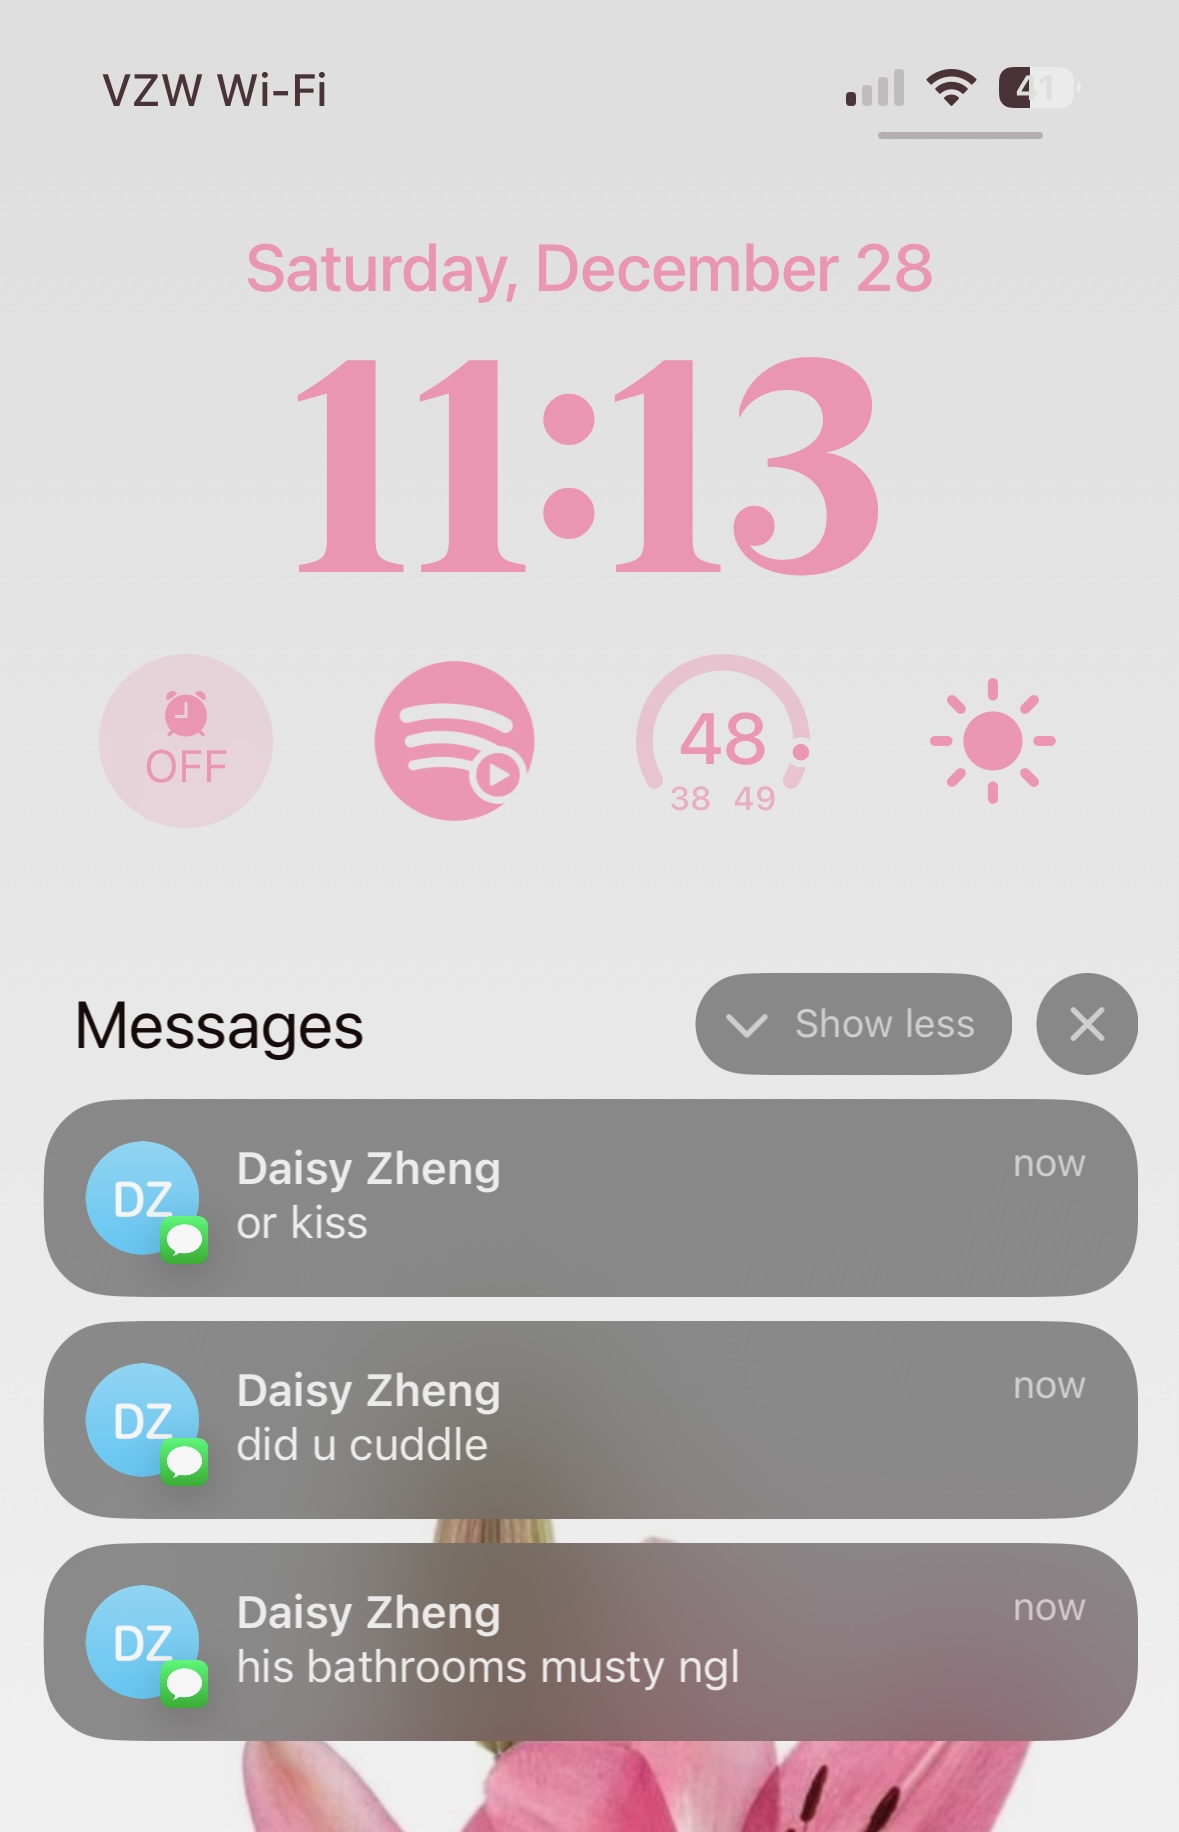 VZW Wi-Fi
41
Saturday, December 28
11:13
OFF
48
38 49
Messages
Show less
DZ
Daisy Zheng
now
or kiss
DZ
Daisy Zheng
now
did u cuddle
DZ
Daisy Zheng
now
his bathrooms musty ngl